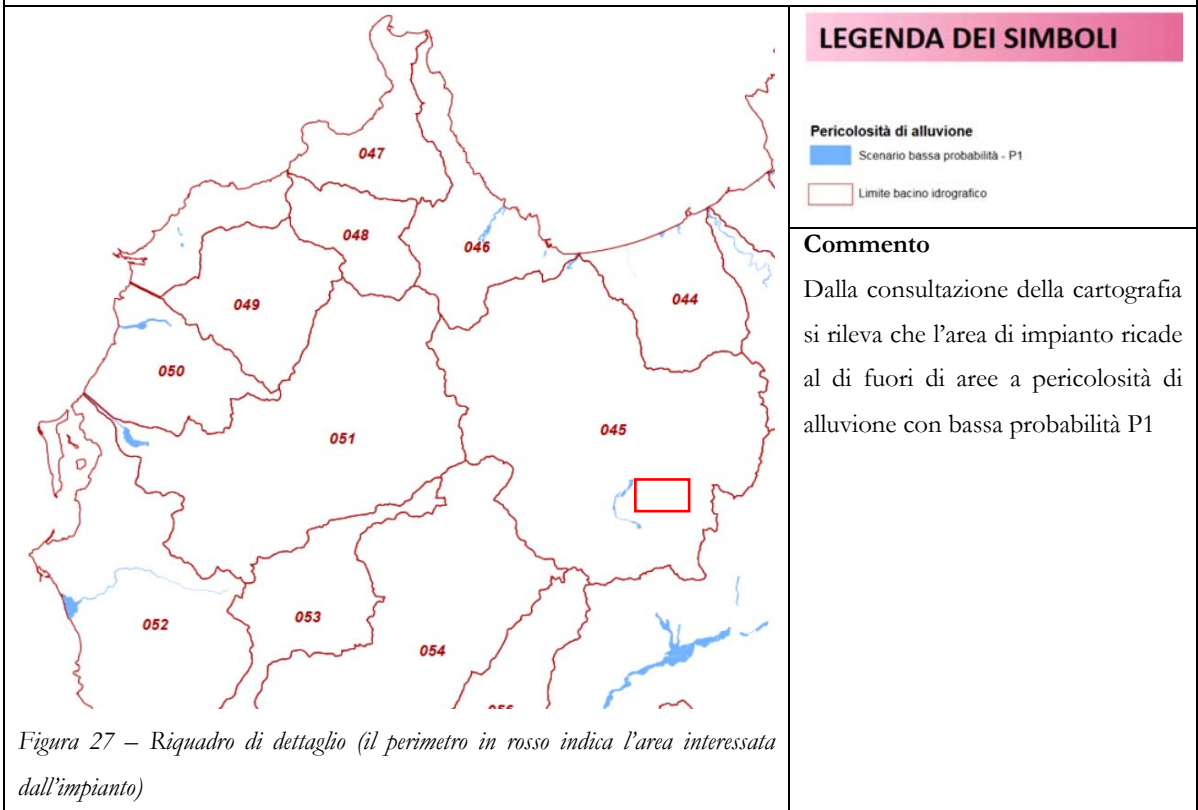 047
048
046
049
044
050
051
045
052
053
054
Figura 27 – Riquadro di dettaglio (il perimetro in rosso indica l'area interessata
dall'impianto)
LEGENDA DEI SIMBOLI
Pericolosità di alluvione
Scenario bassa probabilità - P1
Limite bacino idrografico
Commento
Dalla consultazione della cartografia
si rileva che l'area di impianto ricade
al di fuori di aree a pericolosità di
alluvione con bassa probabilità P1